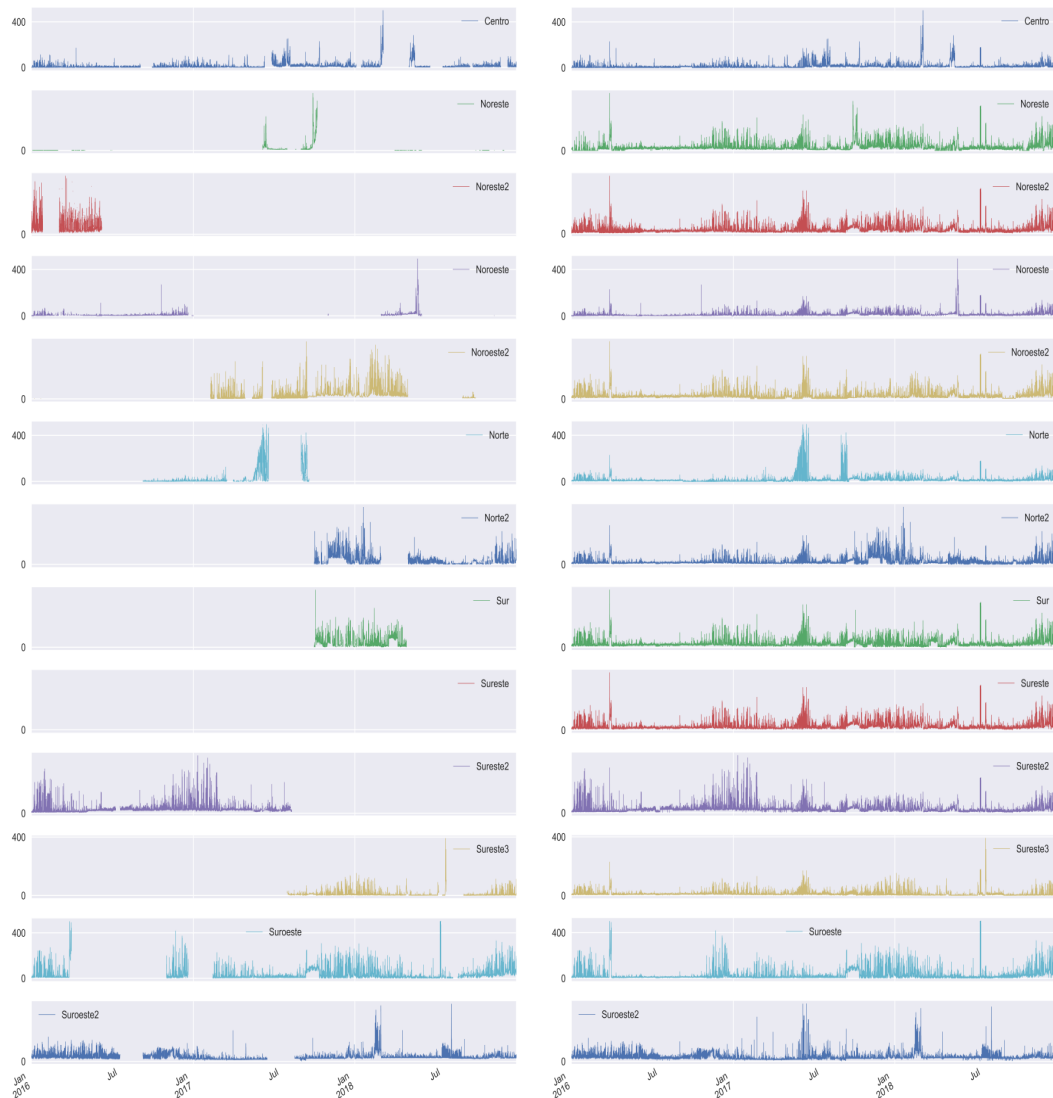 400
0
Centro
400
0
Centro
0
Noreste
0
Noreste
0
Noreste2
0
Noreste2
400
0
Noroeste
400
0
Noroeste
0
Noroeste2
0
Noroeste2
400
0
Norte
400
0
Norte
0
Norte2
0
Norte2
0
Sur
0
Sur
0
Sureste
0
Sureste
0
Sureste2
0
Sureste2
400
0
Sureste3
400
0
Sureste3
400
200
0
Suroeste
400
200
0
Suroeste
0
Suroeste2
0
Suroeste2
Jan
2016
Jul
Jan
2017
Jul
Jan
2018
Jul
Jan
2016
Jul
Jan
2017
Jul
Jan
2018
Jul